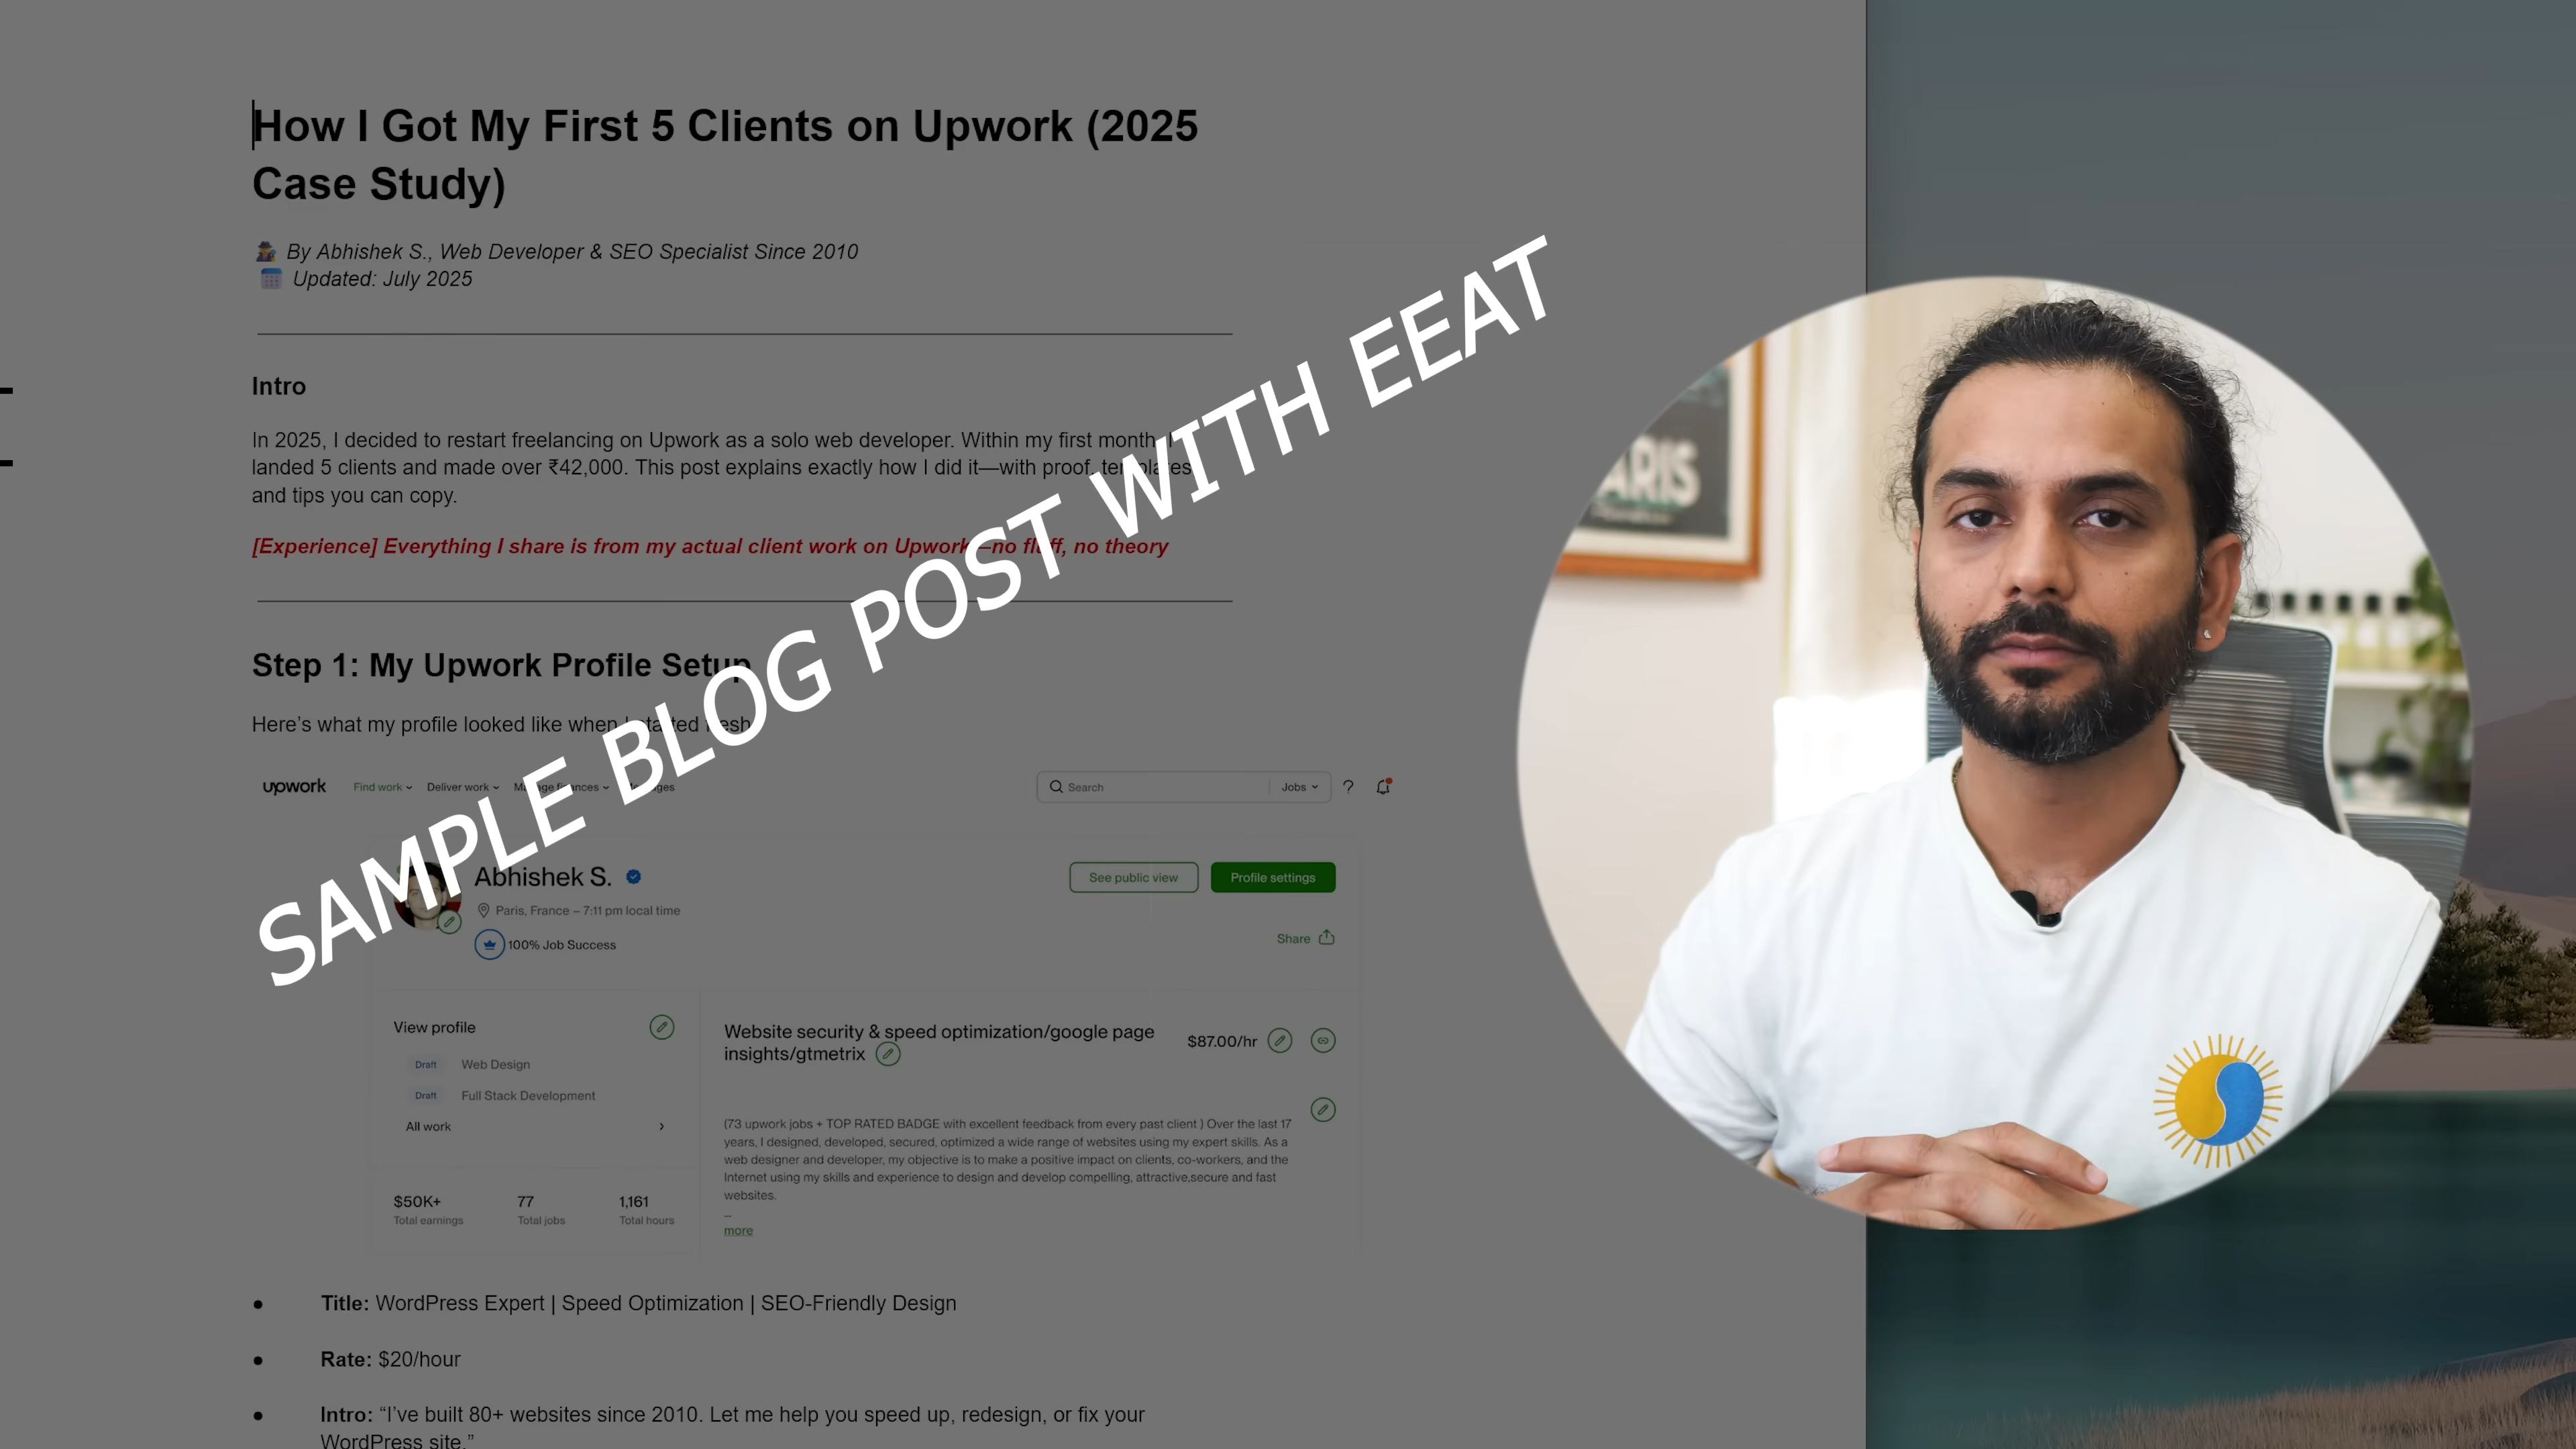 How I Got My First 5 Clients on Upwork (2025
Case Study)
By Abhishek S., Web Developer & SEO Specialist Since 2010
Updated: July 2025
Intro
In 2025, I decided to restart freelancing on Upwork as a solo web developer. Within my first month, I
landed 5 clients and made over ₹42,000. This post explains exactly how I did it—with proof, templates
and tips you can copy.
[Experience] Everything I share is from my actual client work on Upwork—no fluff, no theory
Step 1: My Upwork Profile Setup
Here's what my profile looked like when I started fresh
SAMPLE BLOG POST WITH EEAT
upwork Find work Deliver work Manage finances Messages Search Jobs ?
Abhishek S. See public view Profile settings
Paris, France – 7:11 pm local time
100% Job Success Share
View profile
Draft Web Design
Draft Full Stack Development
All work
$50K+ 77 1,161
Total earnings Total jobs Total hours
Website security & speed optimization/google page $87.00/hr
insights/gtmetrix
(73 upwork jobs + TOP RATED BADGE with excellent feedback from every past client ) Over the last 17
years, I designed, developed, secured, optimized a wide range of websites using my expert skills. As a
web designer and developer, my objective is to make a positive impact on clients, co-workers, and the
Internet using my skills and experience to design and develop compelling, attractive,secure and fast
websites.
...
more
● Title: WordPress Expert | Speed Optimization | SEO-Friendly Design
● Rate: $20/hour
● Intro: “I’ve built 80+ websites since 2010. Let me help you speed up, redesign, or fix your
WordPress site.”